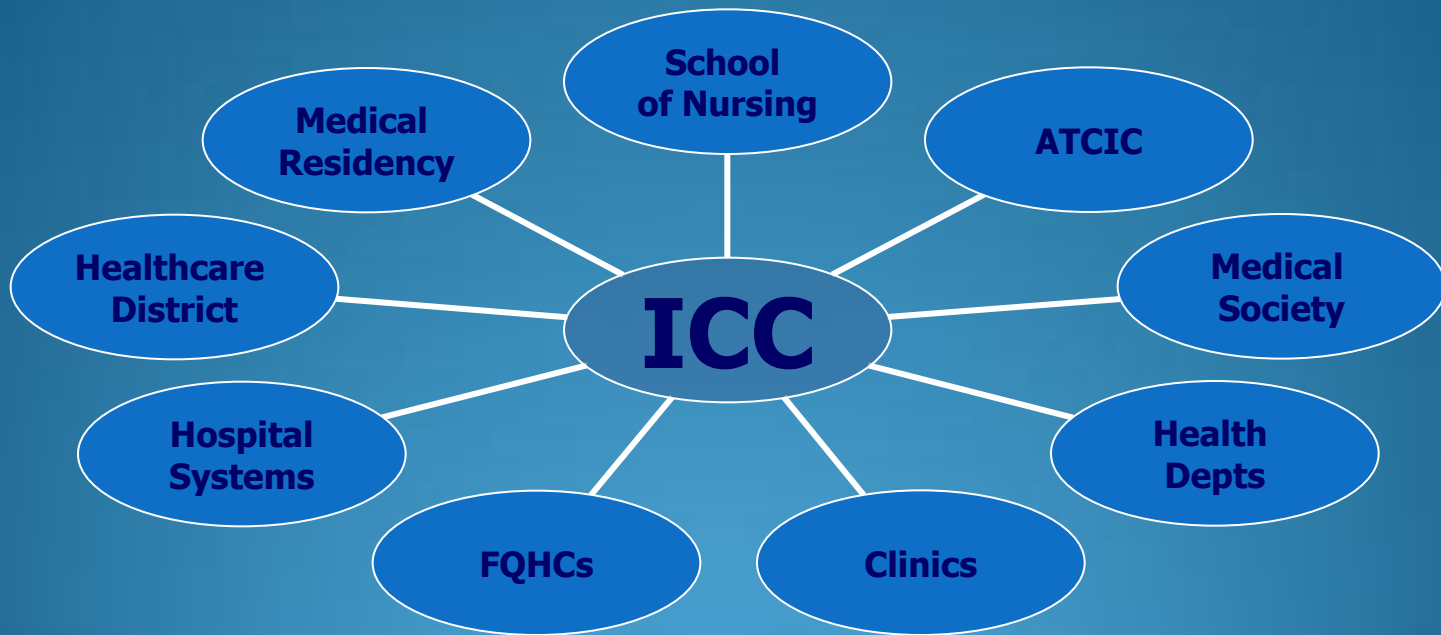 School
of Nursing
Medical
Residency
ATCIC
Healthcare
District
Medical
Society
ICC
Hospital
Systems
Health
Depts
FQHCs
Clinics